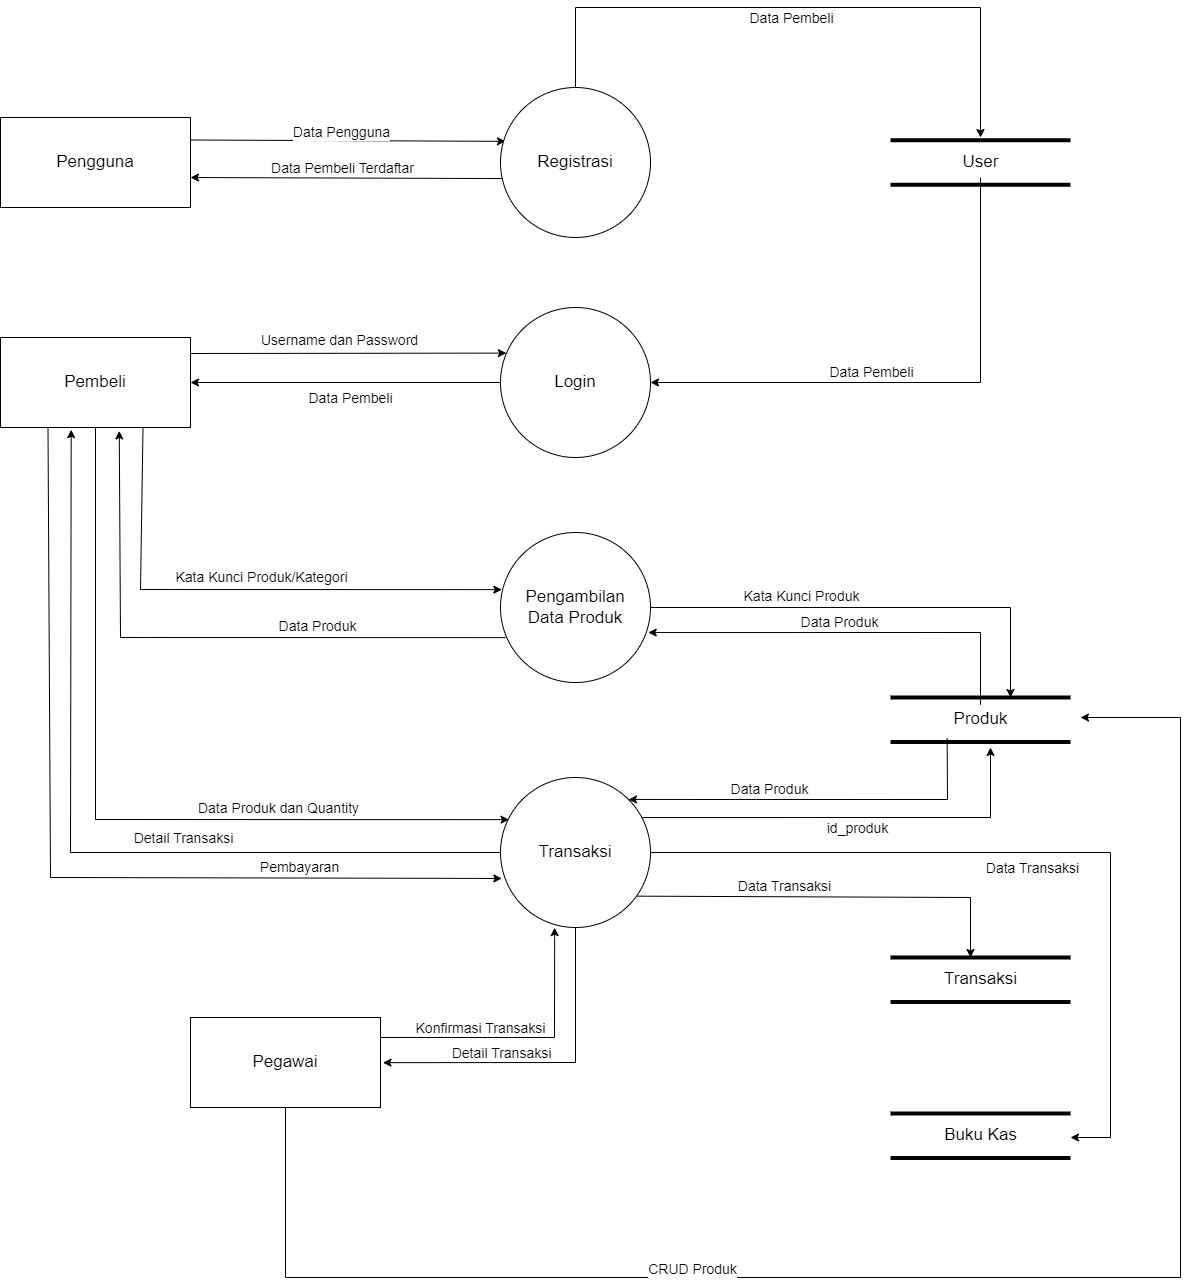 Data Pembeli
Data Pengguna
Pengguna
Registrasi
User
Data Pembeli Terdaftar
Username dan Password
Pembeli
Login
Data Pembeli
Data Pembeli
Kata Kunci Produk/Kategori
Pengambilan
Data Produk
Kata Kunci Produk
Data Produk
Data Produk
Produk
Data Produk
Data Produk dan Quantity
id_produk
Detail Transaksi
Transaksi
Pembayaran
Data Transaksi
Data Transaksi
Transaksi
Konfirmasi Transaksi
Detail Transaksi
Pegawai
Buku Kas
CRUD Produk